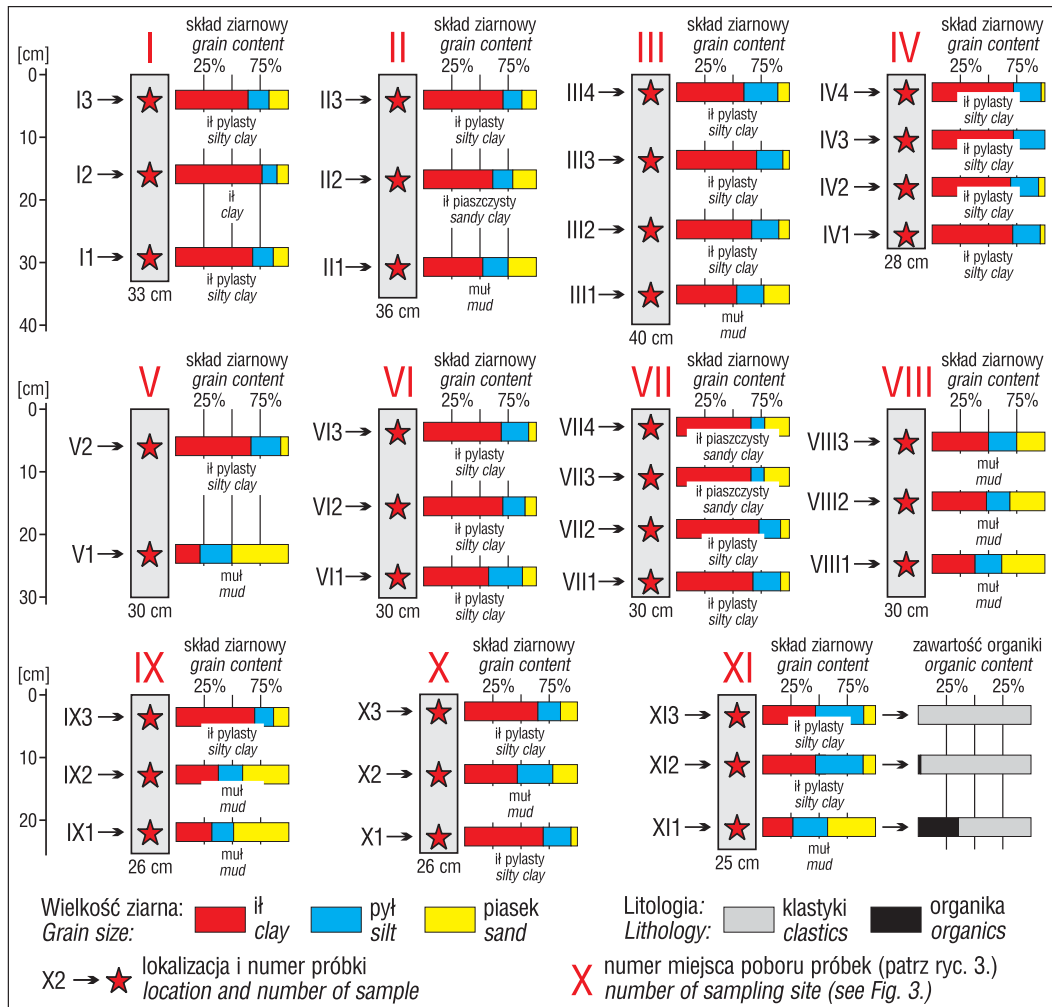 I
skład ziarnowy
grain content
25% 75%
II
skład ziarnowy
grain content
25% 75%
III
skład ziarnowy
grain content
25% 75%
IV
skład ziarnowy
grain content
25% 75%
[cm]
0
10
20
30
40
I3
ił pylasty
silty clay
I2
ił
clay
I1
ił pylasty
silty clay
33 cm
II3
ił pylasty
silty clay
II2
ił piaszczysty
sandy clay
II1
muł
mud
36 cm
III4
ił pylasty
silty clay
III3
ił pylasty
silty clay
III2
ił pylasty
silty clay
III1
muł
mud
40 cm
IV4
ił pylasty
silty clay
IV3
ił pylasty
silty clay
IV2
ił pylasty
silty clay
IV1
ił pylasty
silty clay
28 cm
V
skład ziarnowy
grain content
25% 75%
VI
skład ziarnowy
grain content
25% 75%
VII
skład ziarnowy
grain content
25% 75%
VIII
skład ziarnowy
grain content
25% 75%
[cm]
0
10
20
30
V2
ił pylasty
silty clay
V1
muł
mud
30 cm
VI3
ił pylasty
silty clay
VI2
ił pylasty
silty clay
VI1
ił pylasty
silty clay
30 cm
VII4
ił piaszczysty
sandy clay
VII3
ił piaszczysty
sandy clay
VII2
ił pylasty
silty clay
VII1
ił pylasty
silty clay
30 cm
VIII3
muł
mud
VIII2
muł
mud
VIII1
muł
mud
30 cm
IX
skład ziarnowy
grain content
25% 75%
X
skład ziarnowy
grain content
25% 75%
XI
skład ziarnowy
grain content
25% 75%
zawartość organiki
organic content
25% 25%
[cm]
0
10
20
IX3
ił pylasty
silty clay
IX2
muł
mud
IX1
muł
mud
26 cm
X3
ił pylasty
silty clay
X2
muł
mud
X1
ił pylasty
silty clay
26 cm
XI3
ił pylasty
silty clay
XI2
ił pylasty
silty clay
XI1
muł
mud
25 cm
Wielkość ziarna:
Grain size:
ił
clay
pył
silt
piasek
sand
Litologia:
Lithology:
klastyki
clastics
organika
organics
X2
lokalizacja i numer próbki
location and number of sample
X
numer miejsca poboru próbek (patrz ryc. 3.)
number of sampling site (see Fig. 3.)